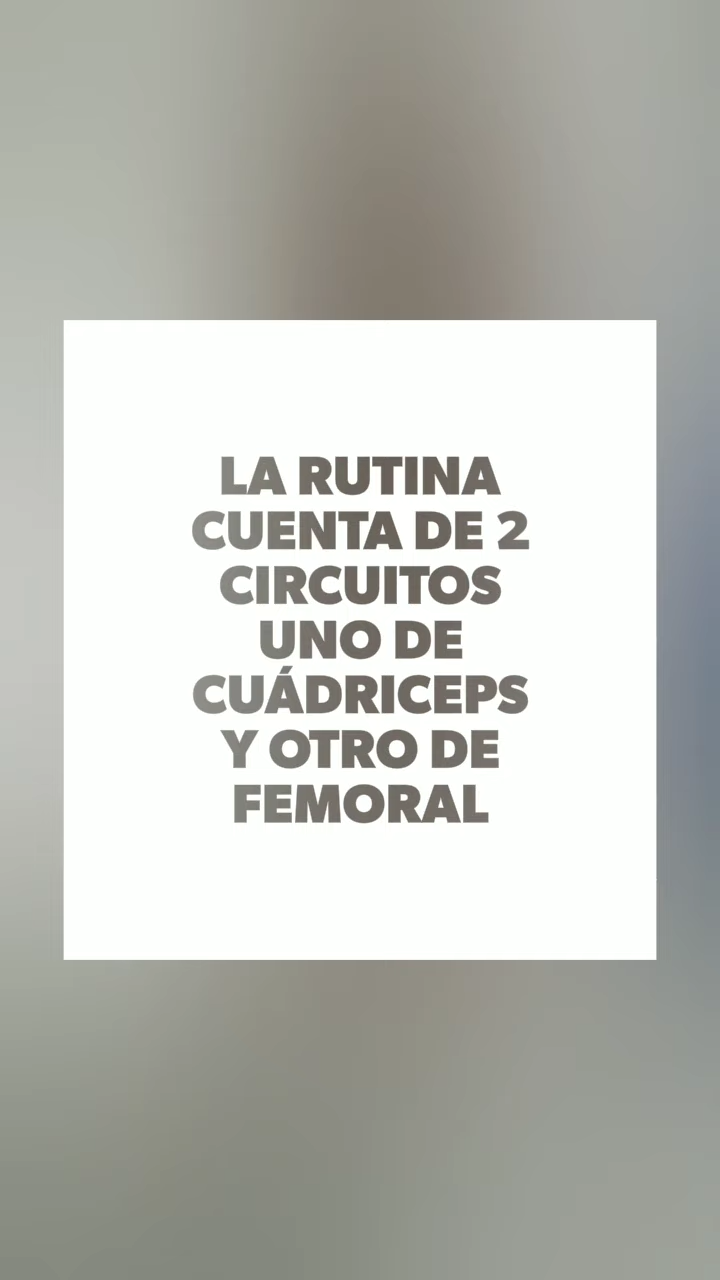 LA RUTINA
CUENTA DE 2
CIRCUITOS
UNO DE
CUÁDRICEPS
Y OTRO DE
FEMORAL